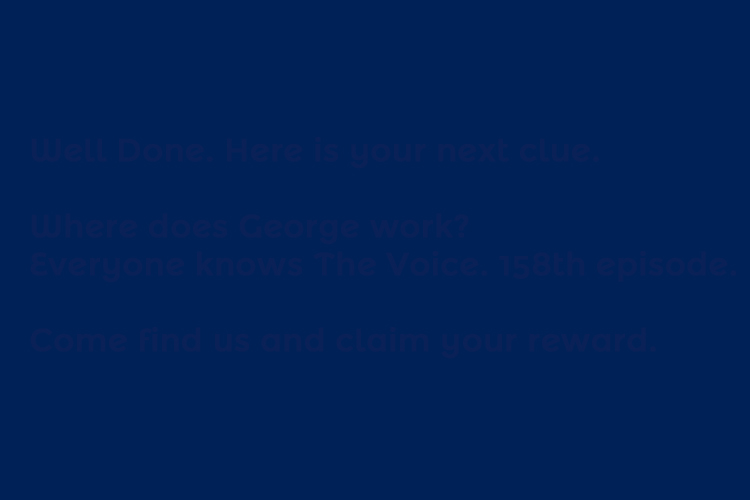 Well Done. Here is your next clue.
Where does George work?
Everyone knows The Voice. 158th episode.
Come find us and claim your reward.